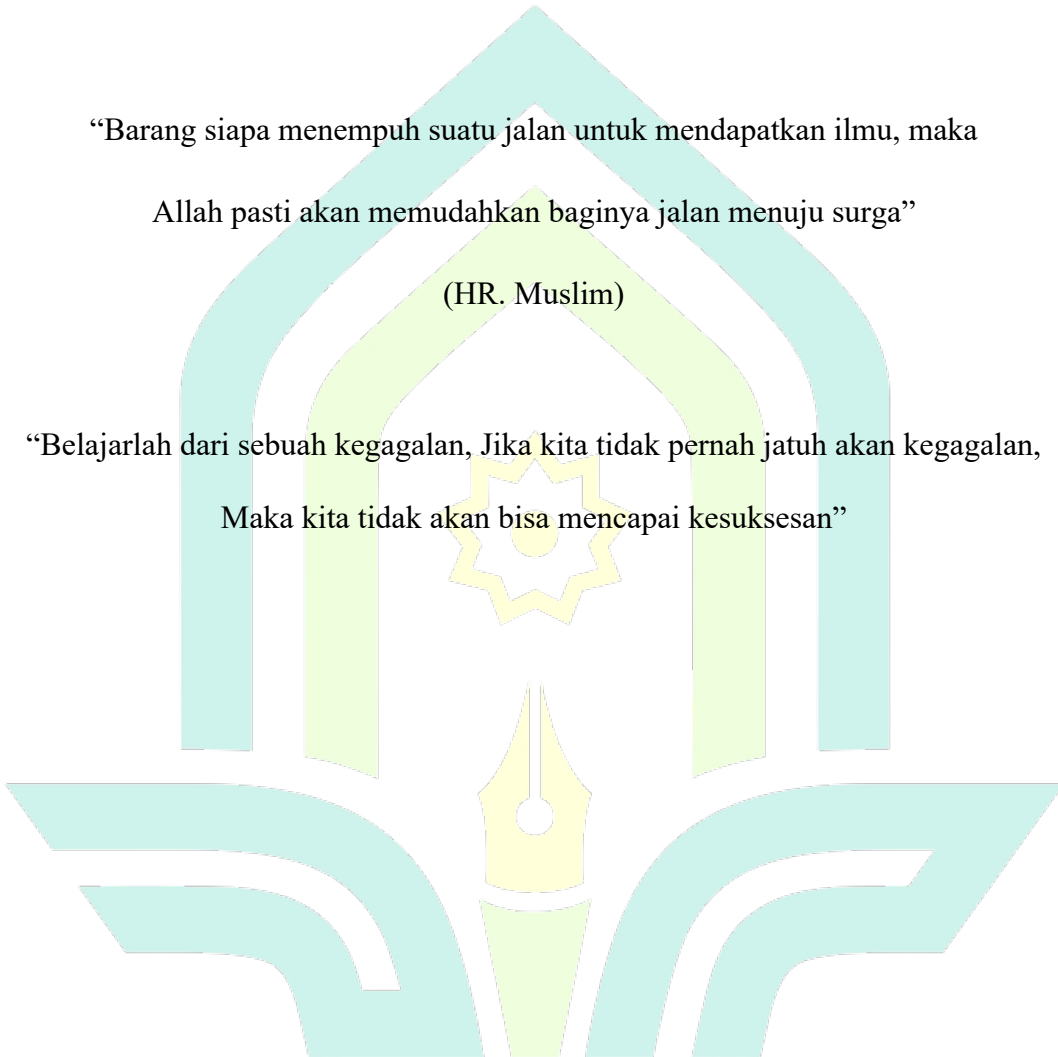 “Barang siapa menempuh suatu jalan untuk mendapatkan ilmu, maka
Allah pasti akan memudahkan baginya jalan menuju surga”
(HR. Muslim)
“Belajarlah dari sebuah kegagalan, Jika kita tidak pernah jatuh akan kegagalan,
Maka kita tidak akan bisa mencapai kesuksesan”